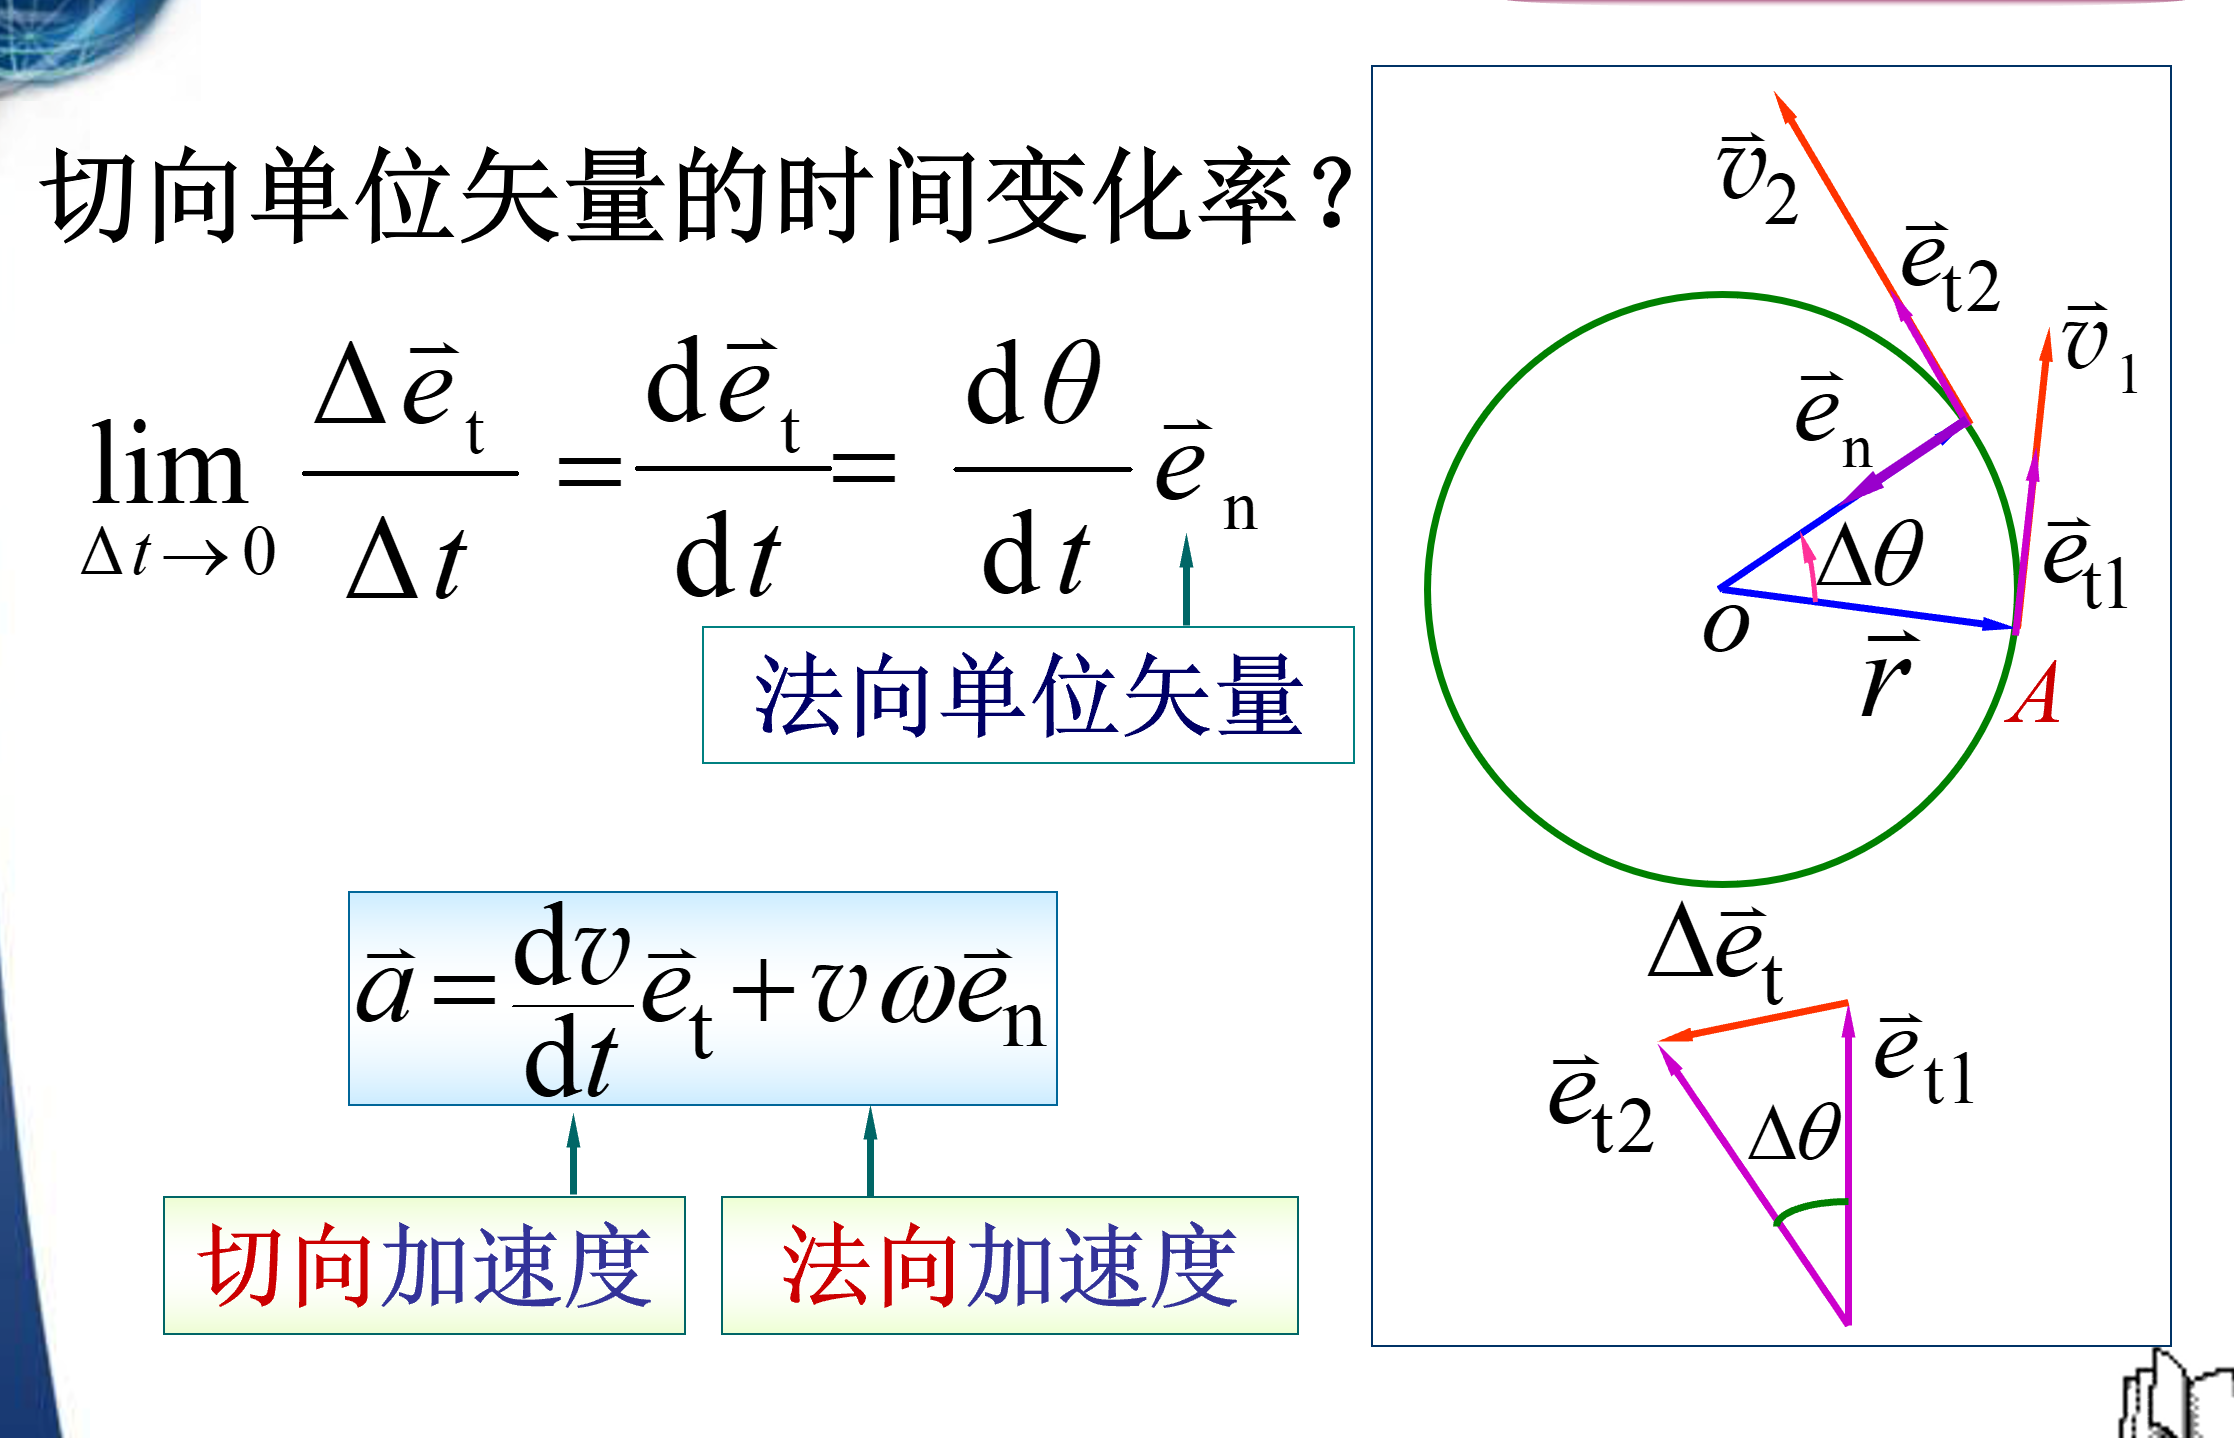 切向单位矢量的时间变化率?
lim Δt→0 Δe⃗t/Δt = de⃗t/dt = dθ/dt e⃗n
法向单位矢量
a⃗ = dv/dt e⃗t + vωe⃗n
切向加速度
法向加速度
v⃗2
e⃗t2
v⃗1
e⃗n
Δθ
e⃗t1
o
r⃗
A
Δe⃗t
e⃗t1
e⃗t2
Δθ